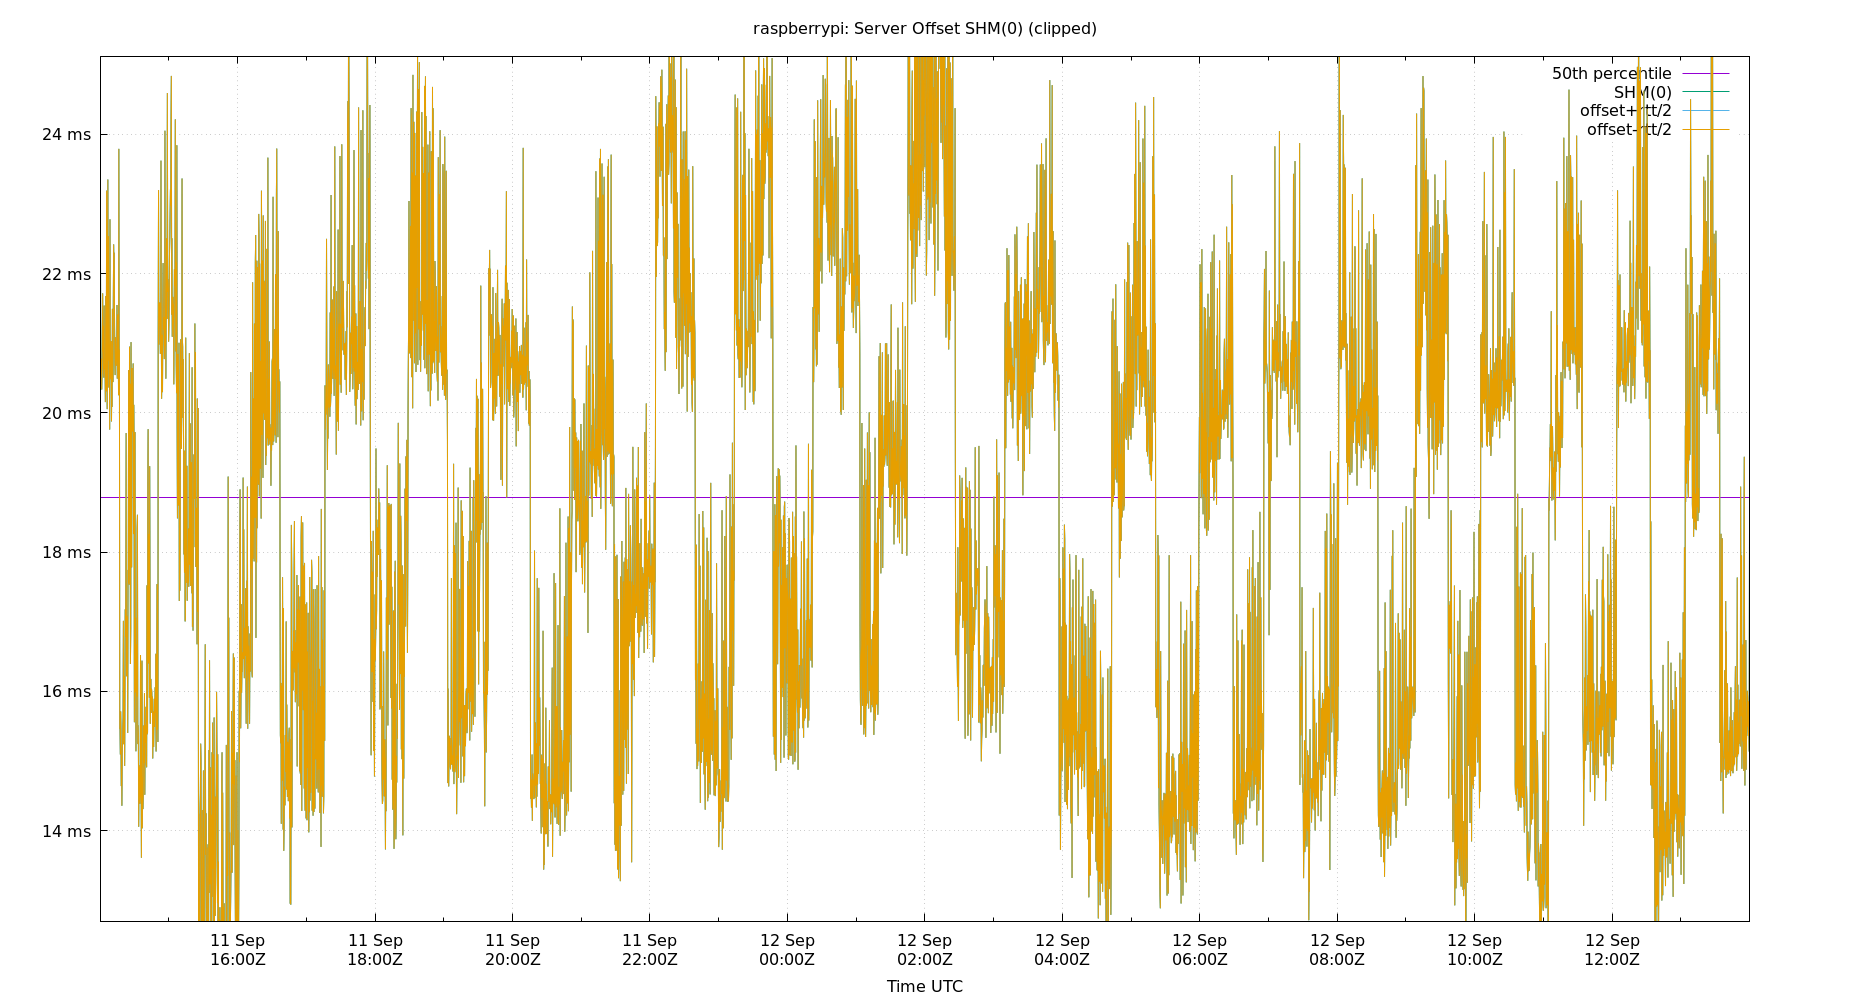 raspberrypi: Server Offset SHM(0) (clipped)
50th percentile
SHM(0)
offset+rtt/2
offset-rtt/2
24 ms
22 ms
20 ms
18 ms
16 ms
14 ms
11 Sep 11 Sep 11 Sep 11 Sep 12 Sep 12 Sep 12 Sep 12 Sep 12 Sep 12 Sep 12 Sep
16:00Z 18:00Z 20:00Z 22:00Z 00:00Z 02:00Z 04:00Z 06:00Z 08:00Z 10:00Z 12:00Z
Time UTC